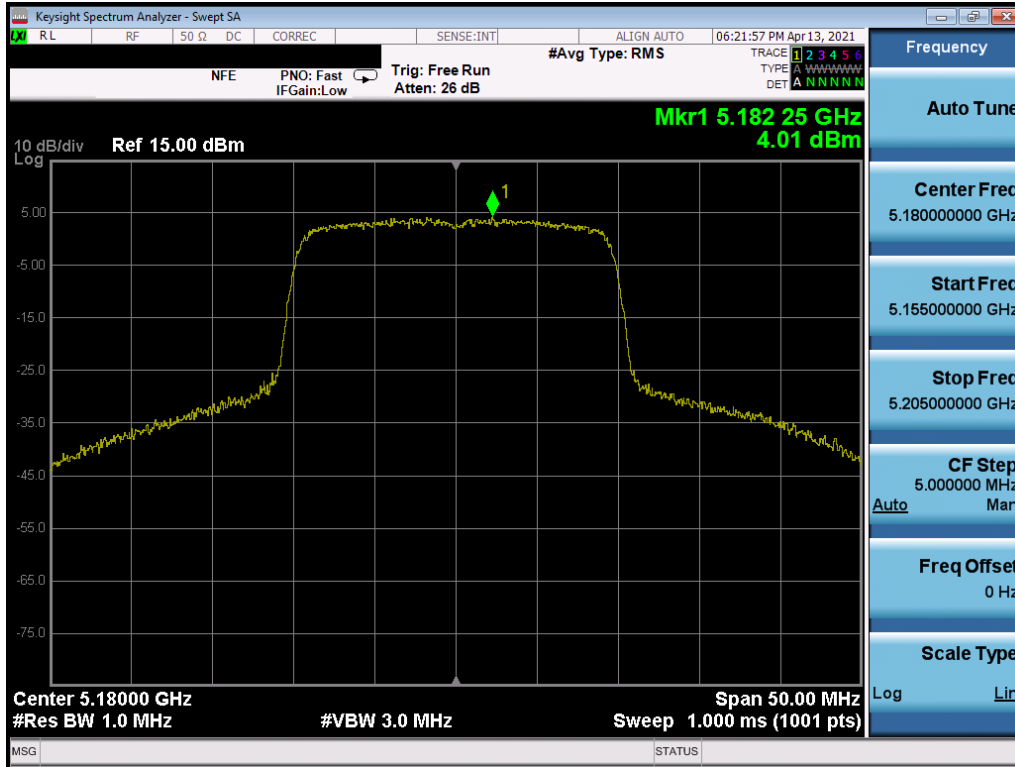 Keysight Spectrum Analyzer - Swept SA
LXI RL RF 50 Ω DC CORREC SENSE:INT ALIGN AUTO 06:21:57 PM Apr 13, 2021
NFE PNO: Fast IFGain:Low
Trig: Free Run Atten: 26 dB
#Avg Type: RMS
TRACE 1 2 3 4 5 6
TYPE A WWWWW
DET A N N N N N
Mkr1 5.182 25 GHz
4.01 dBm
10 dB/div Ref 15.00 dBm
Log
1
5.00
-5.00
-15.0
-25.0
-35.0
-45.0
-55.0
-65.0
-75.0
Center 5.18000 GHz Span 50.00 MHz
#Res BW 1.0 MHz #VBW 3.0 MHz Sweep 1.000 ms (1001 pts)
MSG STATUS
Frequency
Auto Tune
Center Freq
5.180000000 GHz
Start Freq
5.155000000 GHz
Stop Freq
5.205000000 GHz
CF Step
5.000000 MHz
Auto Man
Freq Offset
0 Hz
Scale Type
Log Lin